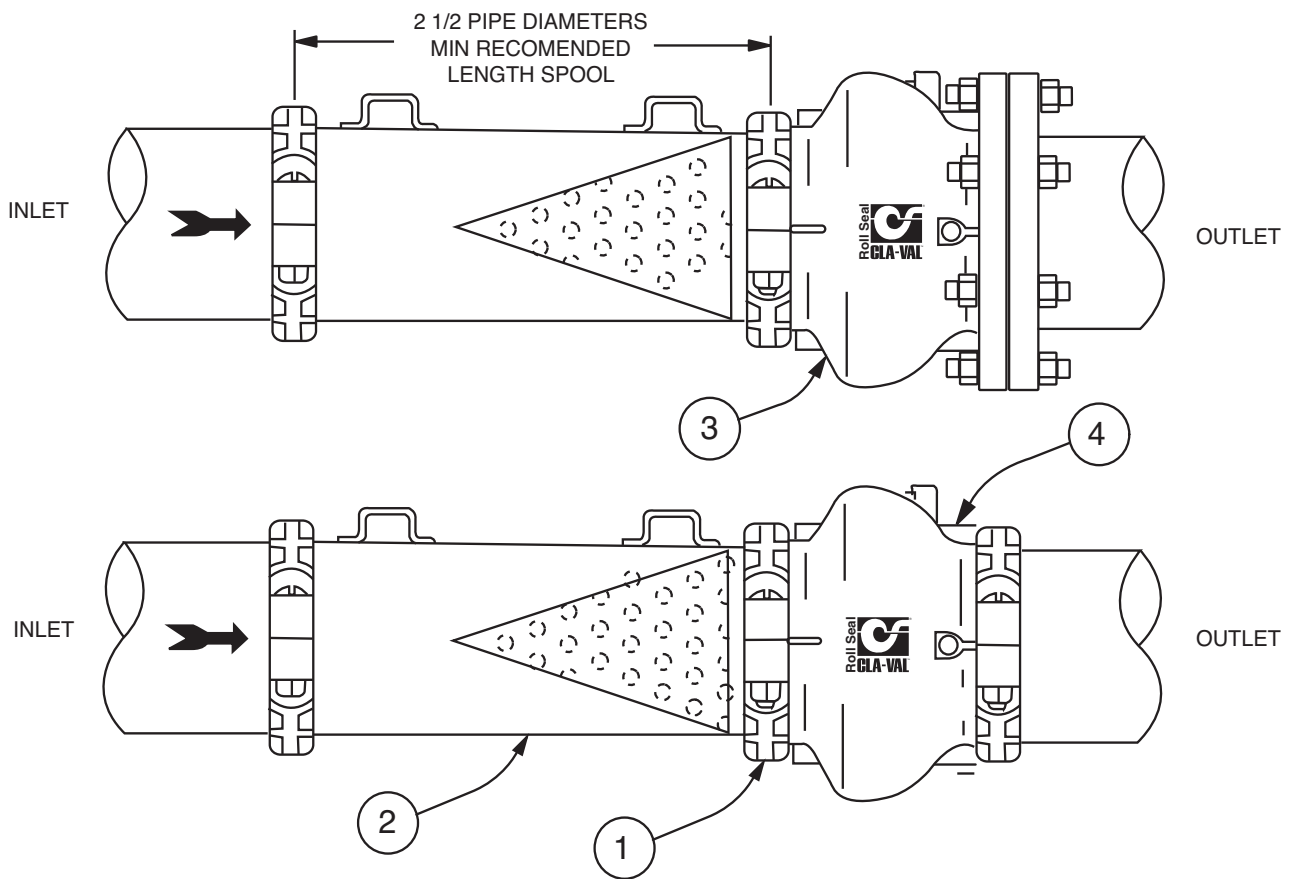 2 1/2 PIPE DIAMETERS
MIN RECOMENDED
LENGTH SPOOL
INLET
Roll Seal
CLA-VAL
OUTLET
3
4
INLET
Roll Seal
CLA-VAL
OUTLET
2
1